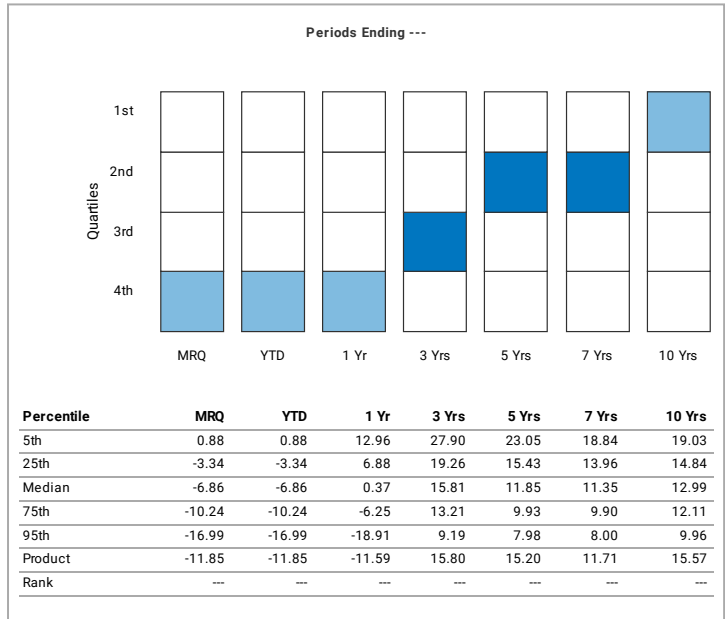 Periods Ending ---
1st
2nd
Quartiles
3rd
4th
MRQ YTD 1 Yr 3 Yrs 5 Yrs 7 Yrs 10 Yrs
Percentile MRQ YTD 1 Yr 3 Yrs 5 Yrs 7 Yrs 10 Yrs
5th 0.88 0.88 12.96 27.90 23.05 18.84 19.03
25th -3.34 -3.34 6.88 19.26 15.43 13.96 14.84
Median -6.86 -6.86 0.37 15.81 11.85 11.35 12.99
75th -10.24 -10.24 -6.25 13.21 9.93 9.90 12.11
95th -16.99 -16.99 -18.91 9.19 7.98 8.00 9.96
Product -11.85 -11.85 -11.59 15.80 15.20 11.71 15.57
Rank --- --- --- --- --- --- ---